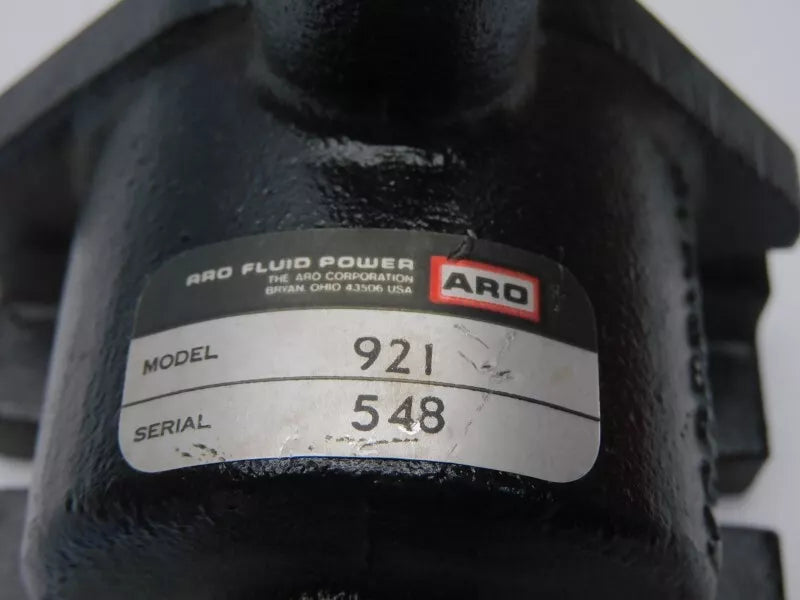 ARO FLUID POWER
THE ARO CORPORATION
BRYAN, OHIO 43506 USA
ARO
MODEL 921
SERIAL 548